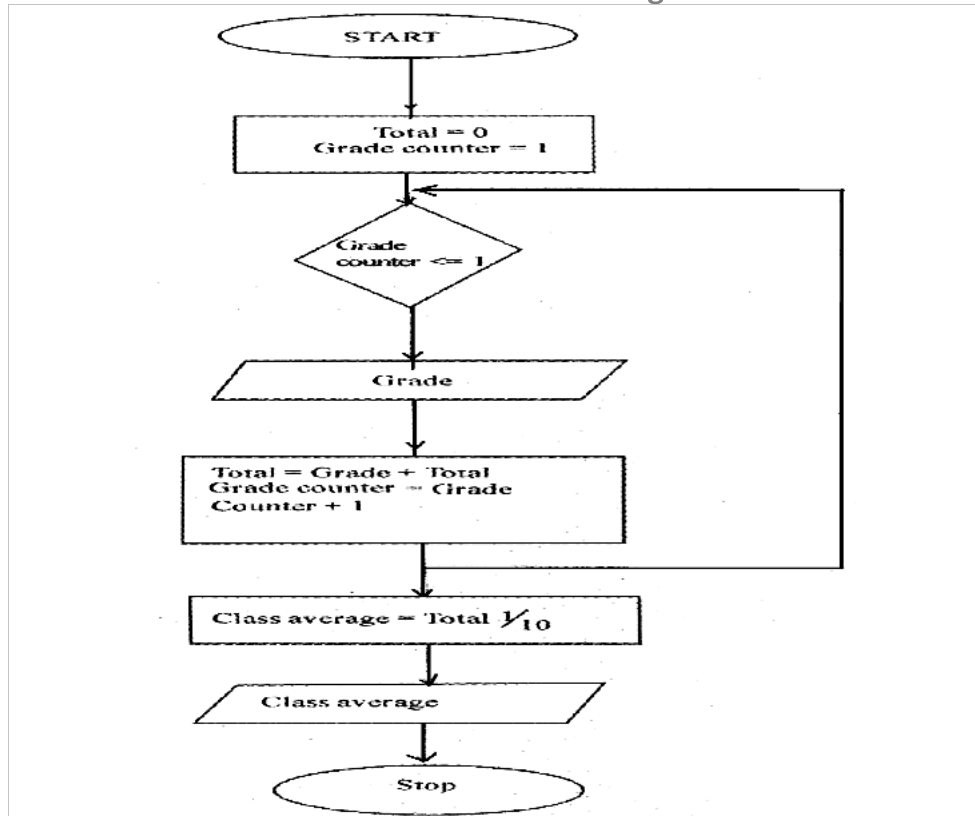 START
Total = 0
Grade counter = 1
Grade
counter <= 1
Grade
Total = Grade + Total
Grade counter = Grade
Counter + 1
Class average = Total 1/10
Class average
Stop